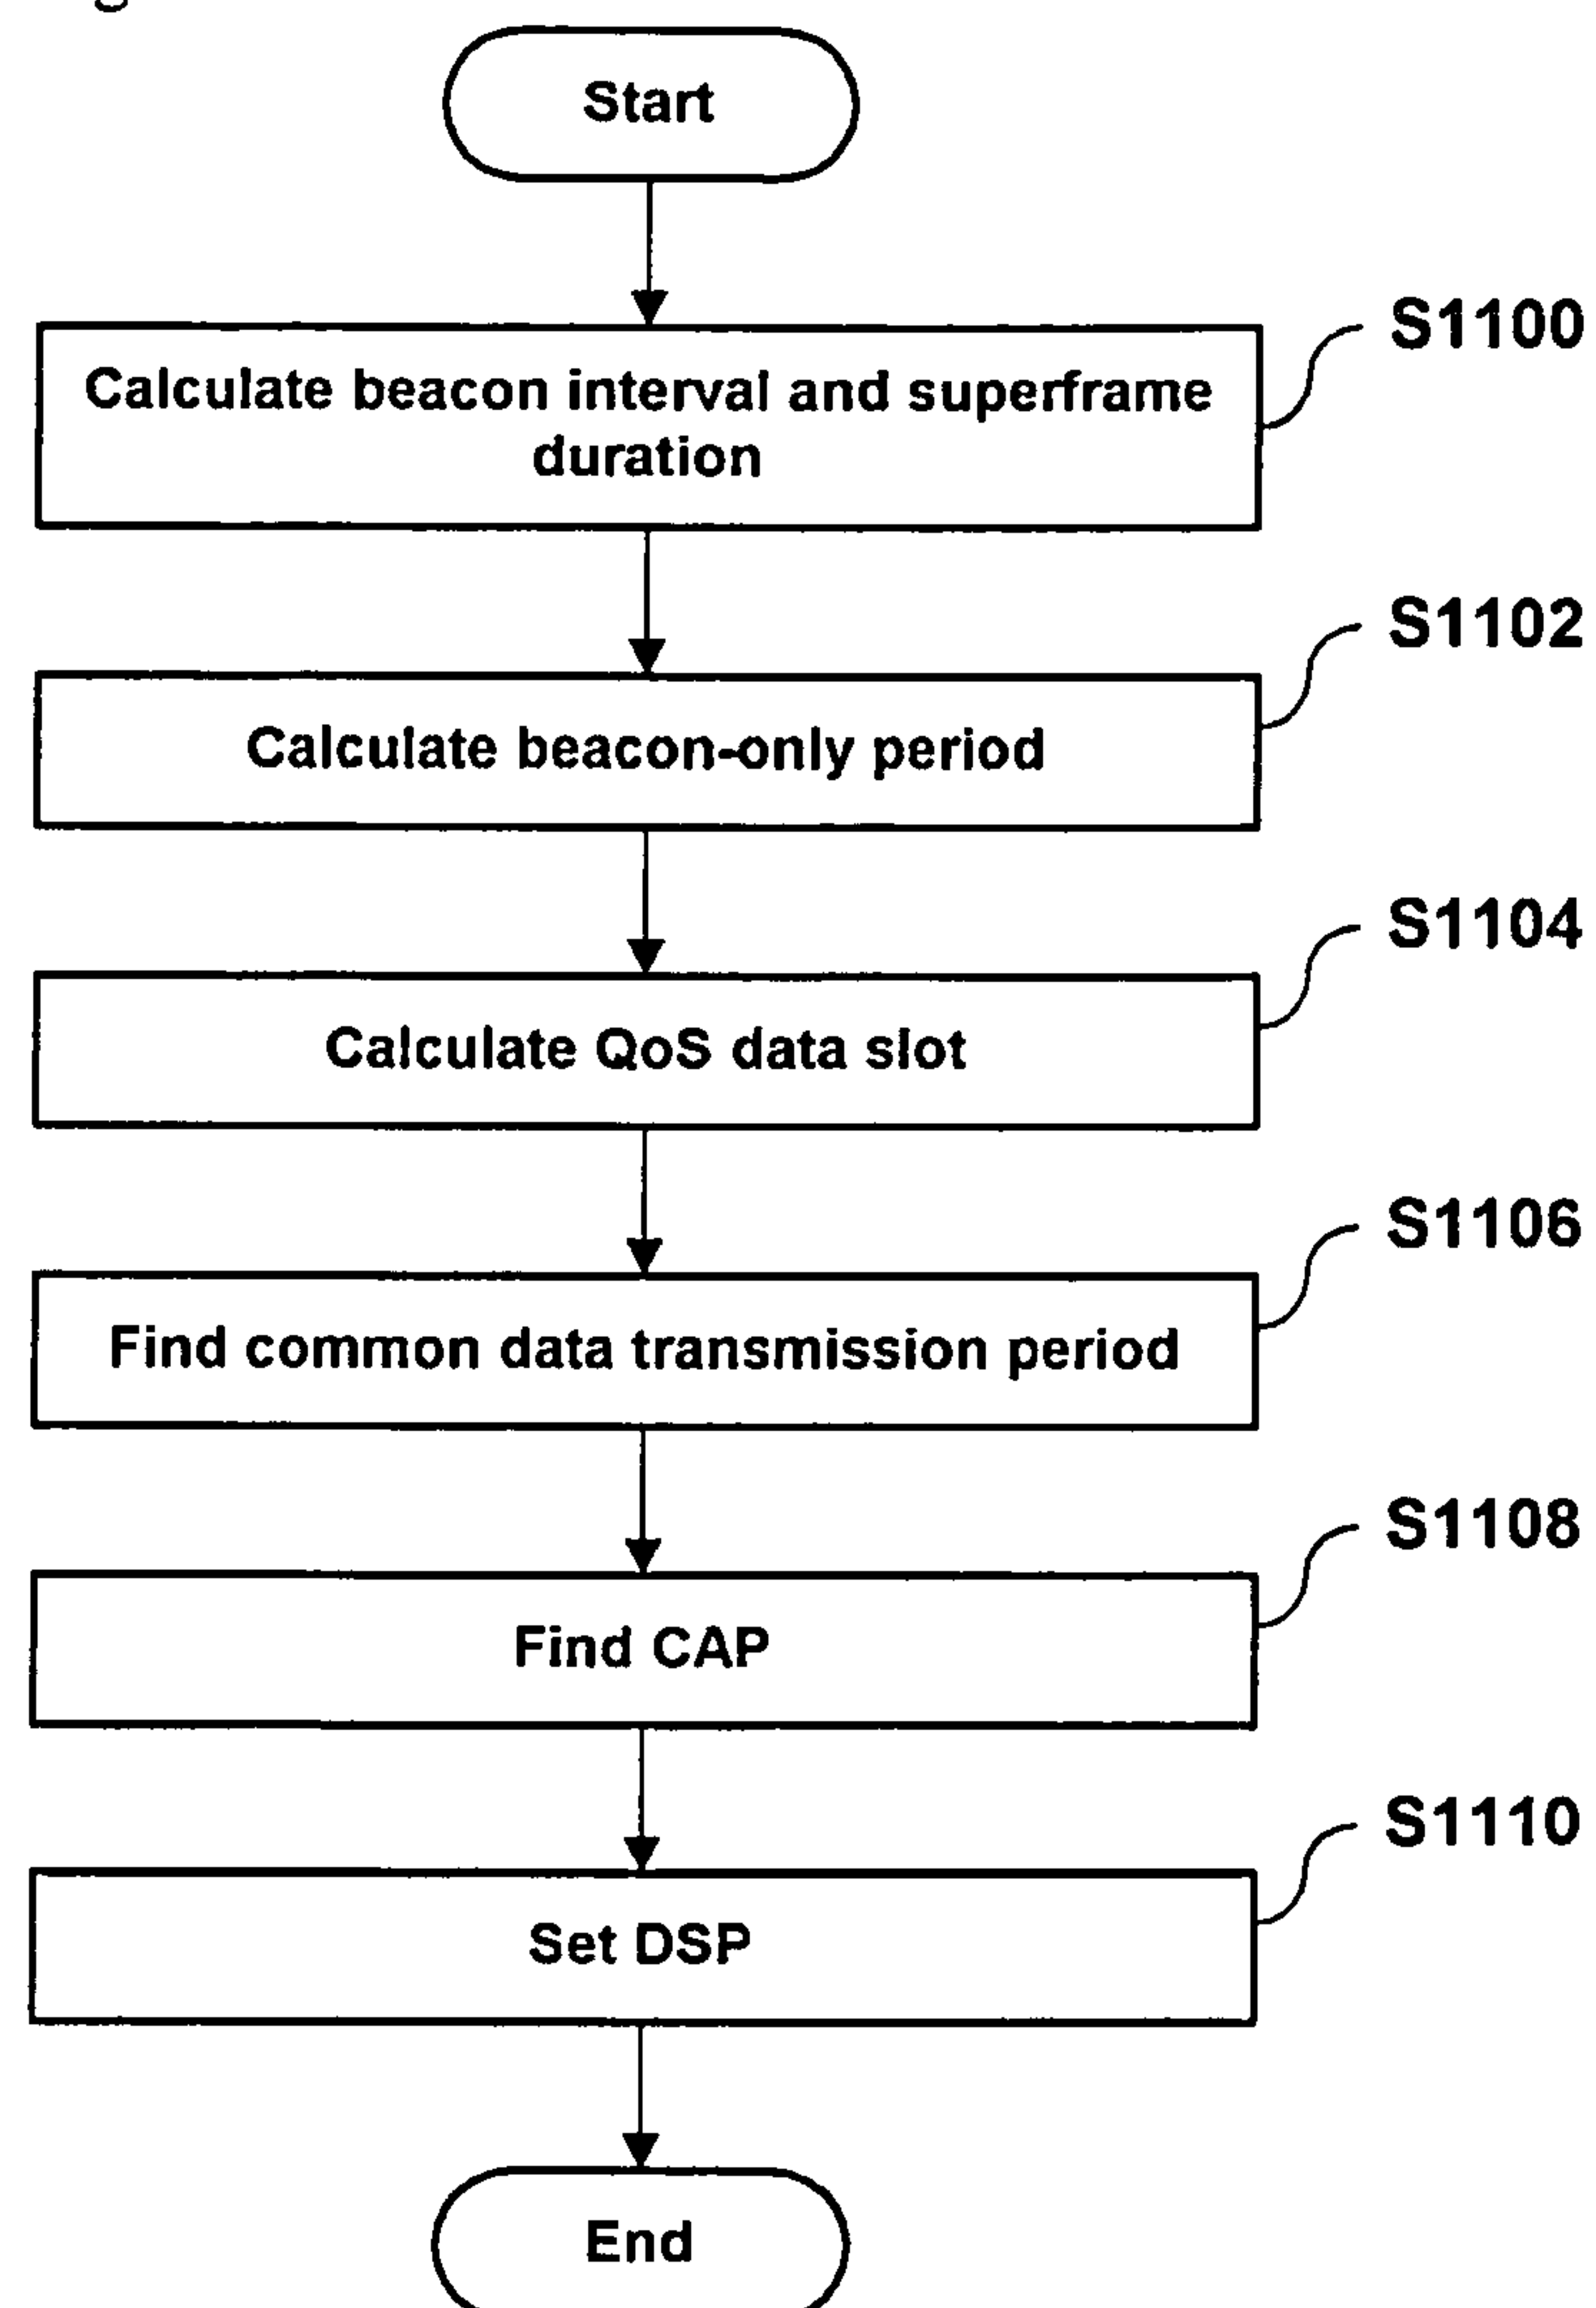 Start
S1100
Calculate beacon interval and superframe
duration
S1102
Calculate beacon-only period
S1104
Calculate QoS data slot
S1106
Find common data transmission period
S1108
Find CAP
S1110
Set DSP
End